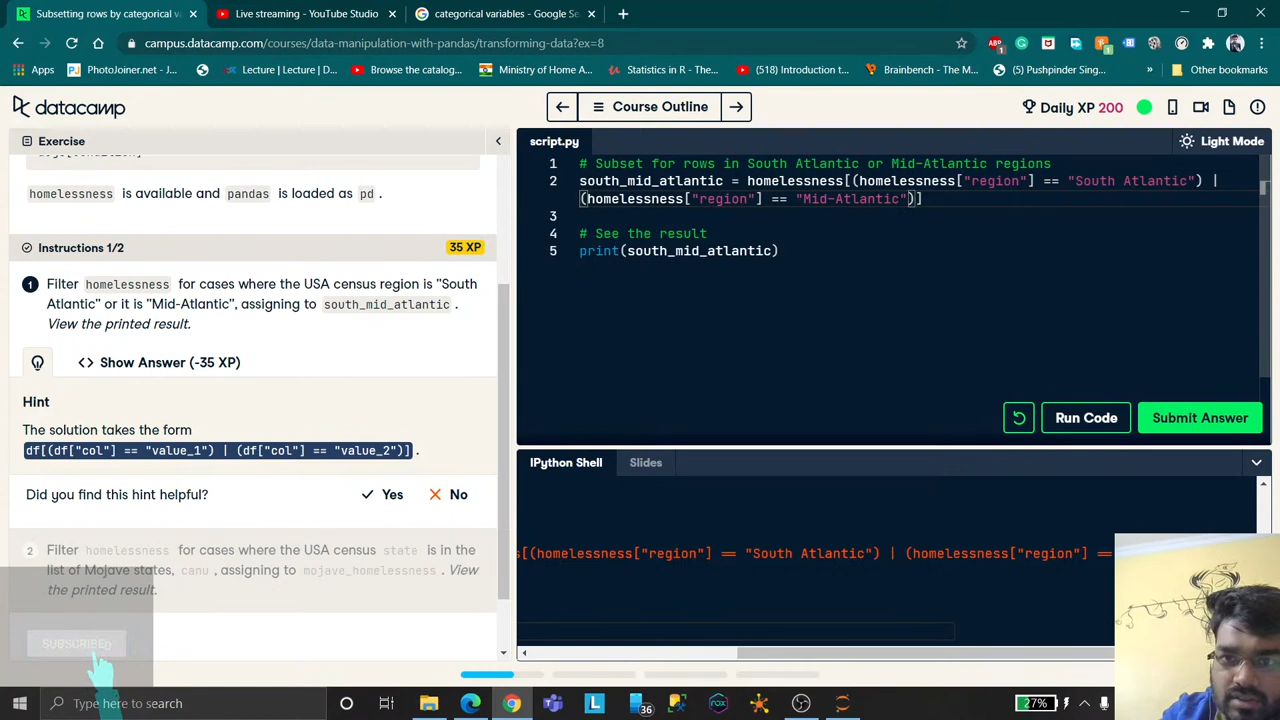 Subsetting rows by categorical v
Live streaming - YouTube Studio
categorical variables - Google Se
campus.datacamp.com/courses/data-manipulation-with-pandas/transforming-data?ex=8
Apps
PhotoJoiner.net - J...
Lecture | Lecture | D...
Browse the catalog...
Ministry of Home A...
Statistics in R - The...
(518) Introduction t...
Brainbench - The M...
(5) Pushpinder Sing...
»
Other bookmarks
datacamp
Course Outline
Daily XP 200
Exercise
homelessness is available and pandas is loaded as pd .
Instructions 1/2
35 XP
1 Filter homelessness for cases where the USA census region is "South
Atlantic" or it is "Mid-Atlantic", assigning to south_mid_atlantic .
View the printed result.
Show Answer (-35 XP)
Hint
The solution takes the form
df[(df["col"] == "value_1") | (df["col"] == "value_2")] .
Did you find this hint helpful?
Yes
No
2 Filter homelessness for cases where the USA census state is in the
list of Mojave states, canu , assigning to mojave_homelessness . View
the printed result.
SUBSCRIBED
script.py
Light Mode
1 # Subset for rows in South Atlantic or Mid-Atlantic regions
2 south_mid_atlantic = homelessness[(homelessness["region"] == "South Atlantic") |
(homelessness["region"] == "Mid-Atlantic")]
3
4 # See the result
5 print(south_mid_atlantic)
Run Code
Submit Answer
IPython Shell
Slides
s[(homelessness["region"] == "South Atlantic") | (homelessness["region"] ==
Type here to search
36
27%